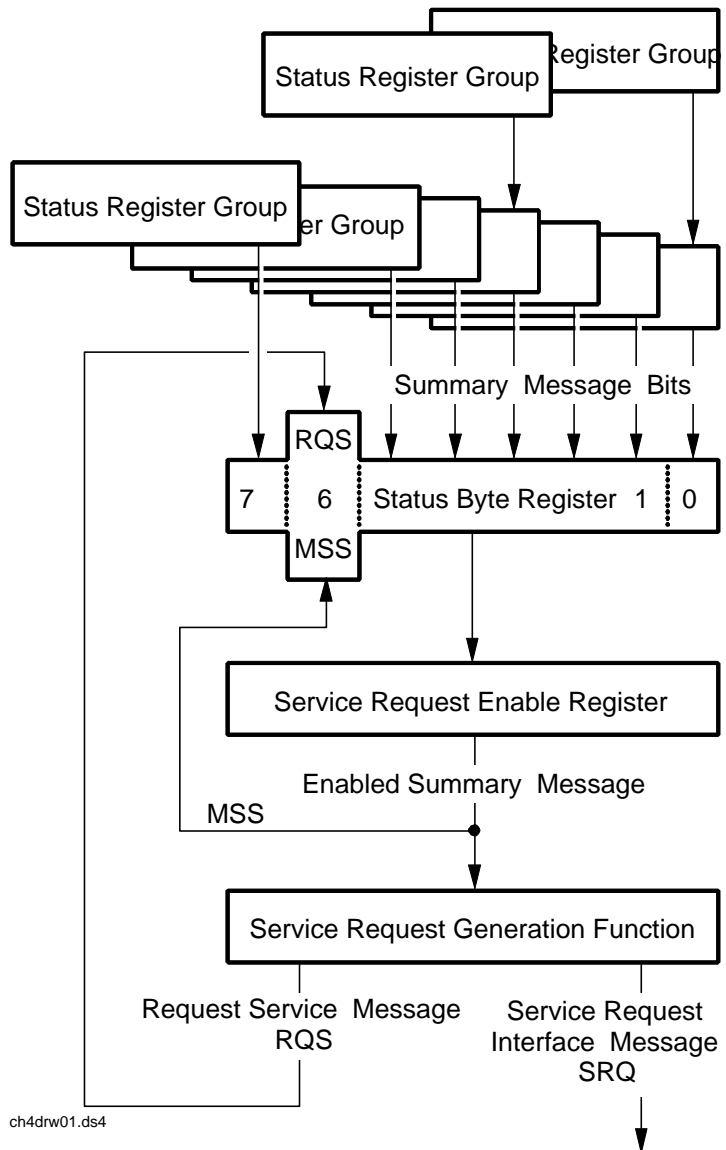 Register Group
Status Register Group
Status Register Group
er Group
Summary Message Bits
RQS
7 6 Status Byte Register 1 0
MSS
Service Request Enable Register
Enabled Summary Message
MSS
Service Request Generation Function
Request Service Message
RQS
Service Request
Interface Message
SRQ
ch4drw01.ds4